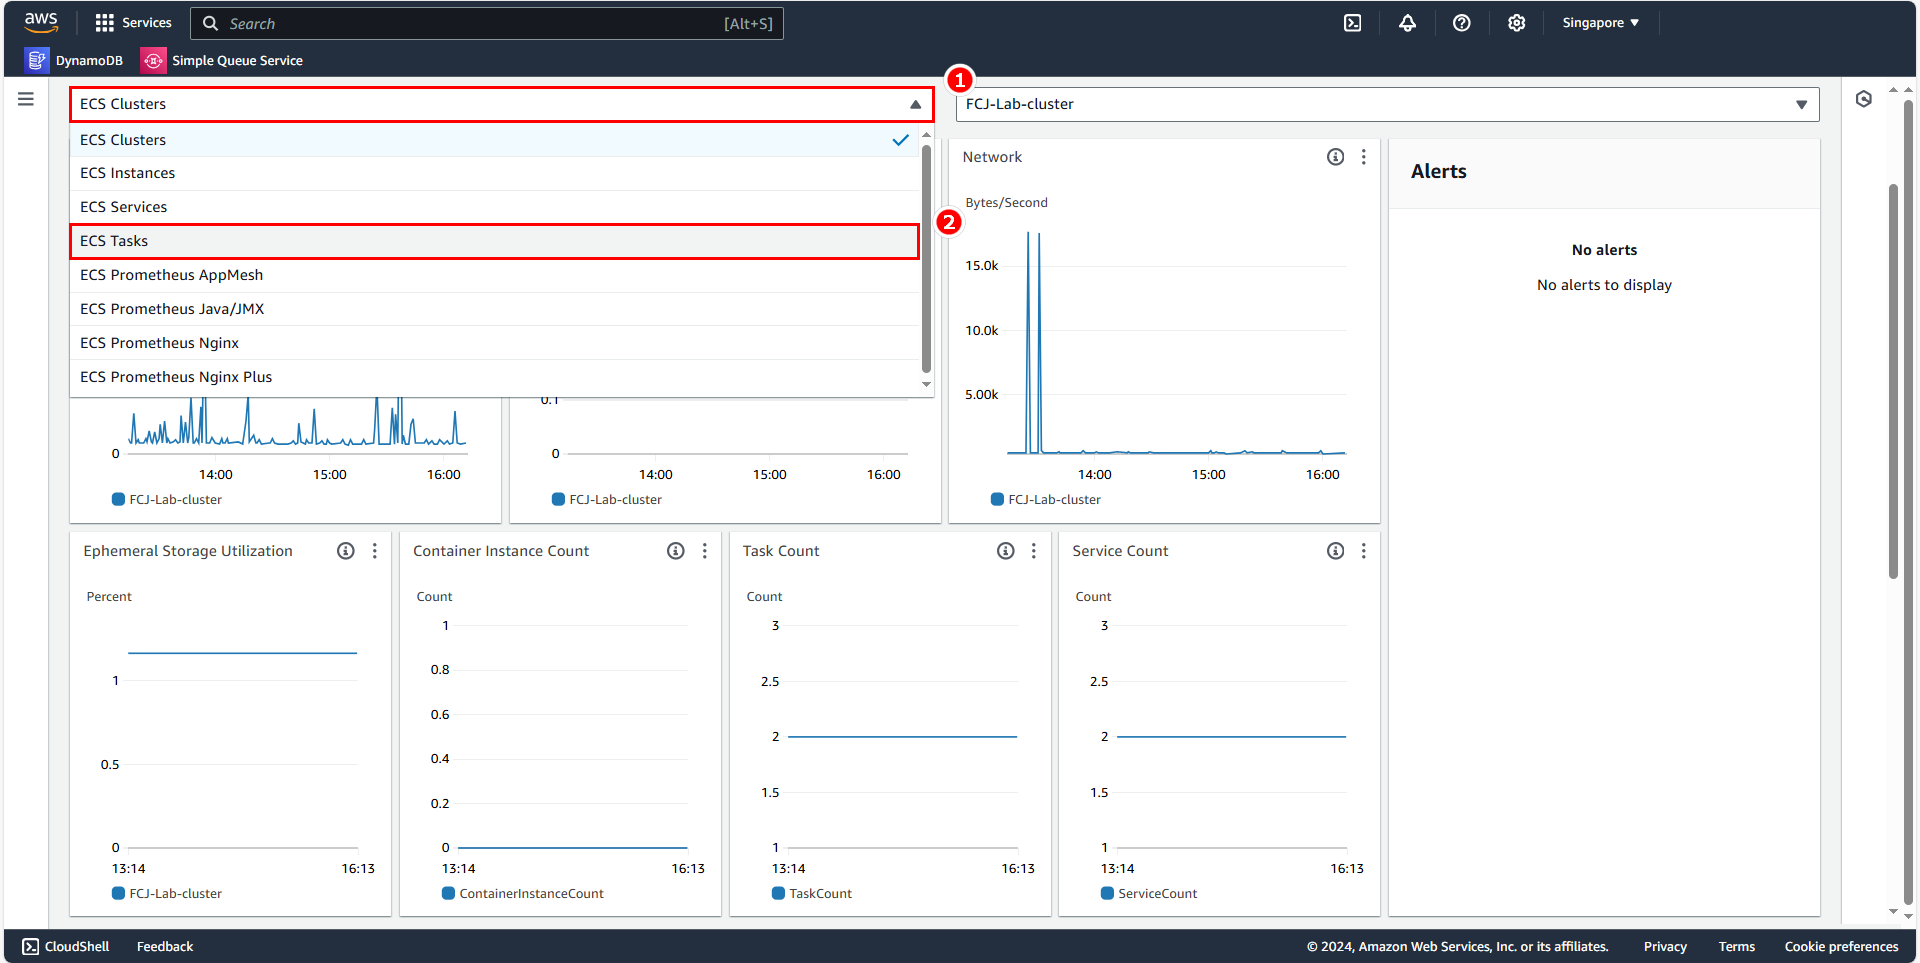 aws
Services
Search
[Alt+S]
Singapore
DynamoDB
Simple Queue Service
1
ECS Clusters
FCJ-Lab-cluster
ECS Clusters
ECS Instances
ECS Services
ECS Tasks
2
ECS Prometheus AppMesh
ECS Prometheus Java/JMX
ECS Prometheus Nginx
ECS Prometheus Nginx Plus
0
14:00
15:00
16:00
FCJ-Lab-cluster
0.1
0
14:00
15:00
16:00
FCJ-Lab-cluster
Network
Bytes/Second
15.0k
10.0k
5.00k
14:00
15:00
16:00
FCJ-Lab-cluster
Alerts
No alerts
No alerts to display
Ephemeral Storage Utilization
Percent
1
0.5
0
13:14
16:13
FCJ-Lab-cluster
Container Instance Count
Count
1
0.8
0.6
0.4
0.2
0
13:14
16:13
ContainerInstanceCount
Task Count
Count
3
2.5
2
1.5
1
13:14
16:13
TaskCount
Service Count
Count
3
2.5
2
1.5
1
13:14
16:13
ServiceCount
CloudShell
Feedback
© 2024, Amazon Web Services, Inc. or its affiliates.
Privacy
Terms
Cookie preferences